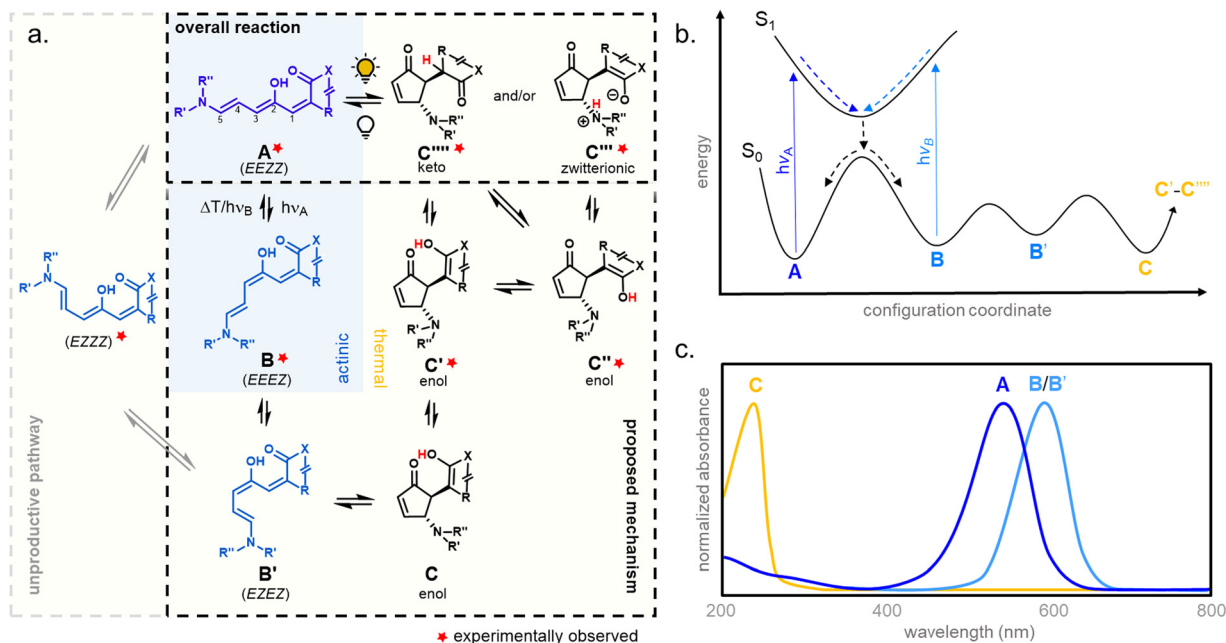 a.
overall reaction
R''
N
R'
5
4
3
OH
2
1
O
X
R
A
(EEZZ)
O
H
R
X
O
N-R''
R'
C''''
keto
and/or
O
R
X
O
⊖
H
N-R''
⊕
R'
C'''
zwitterionic
ΔT/hνB
hνA
R''
N
R'
OH
O
X
R
(EZZZ)
OH
O
X
R
N
R'
R''
B
(EEEZ)
actinic
thermal
H
O
O
X
R
N-R''
R'
C'
enol
O
R
X
OH
N-R''
R'
C''
enol
OH
O
X
R
N
R''
R'
B'
(EZEZ)
H
O
O
X
R
N-R''
R'
C
enol
unproductive pathway
proposed mechanism
experimentally observed
b.
S1
S0
hνA
hνB
energy
A
B
B'
C
C'-C''''
configuration coordinate
c.
C
A
B/B'
normalized absorbance
200
400
600
800
wavelength (nm)